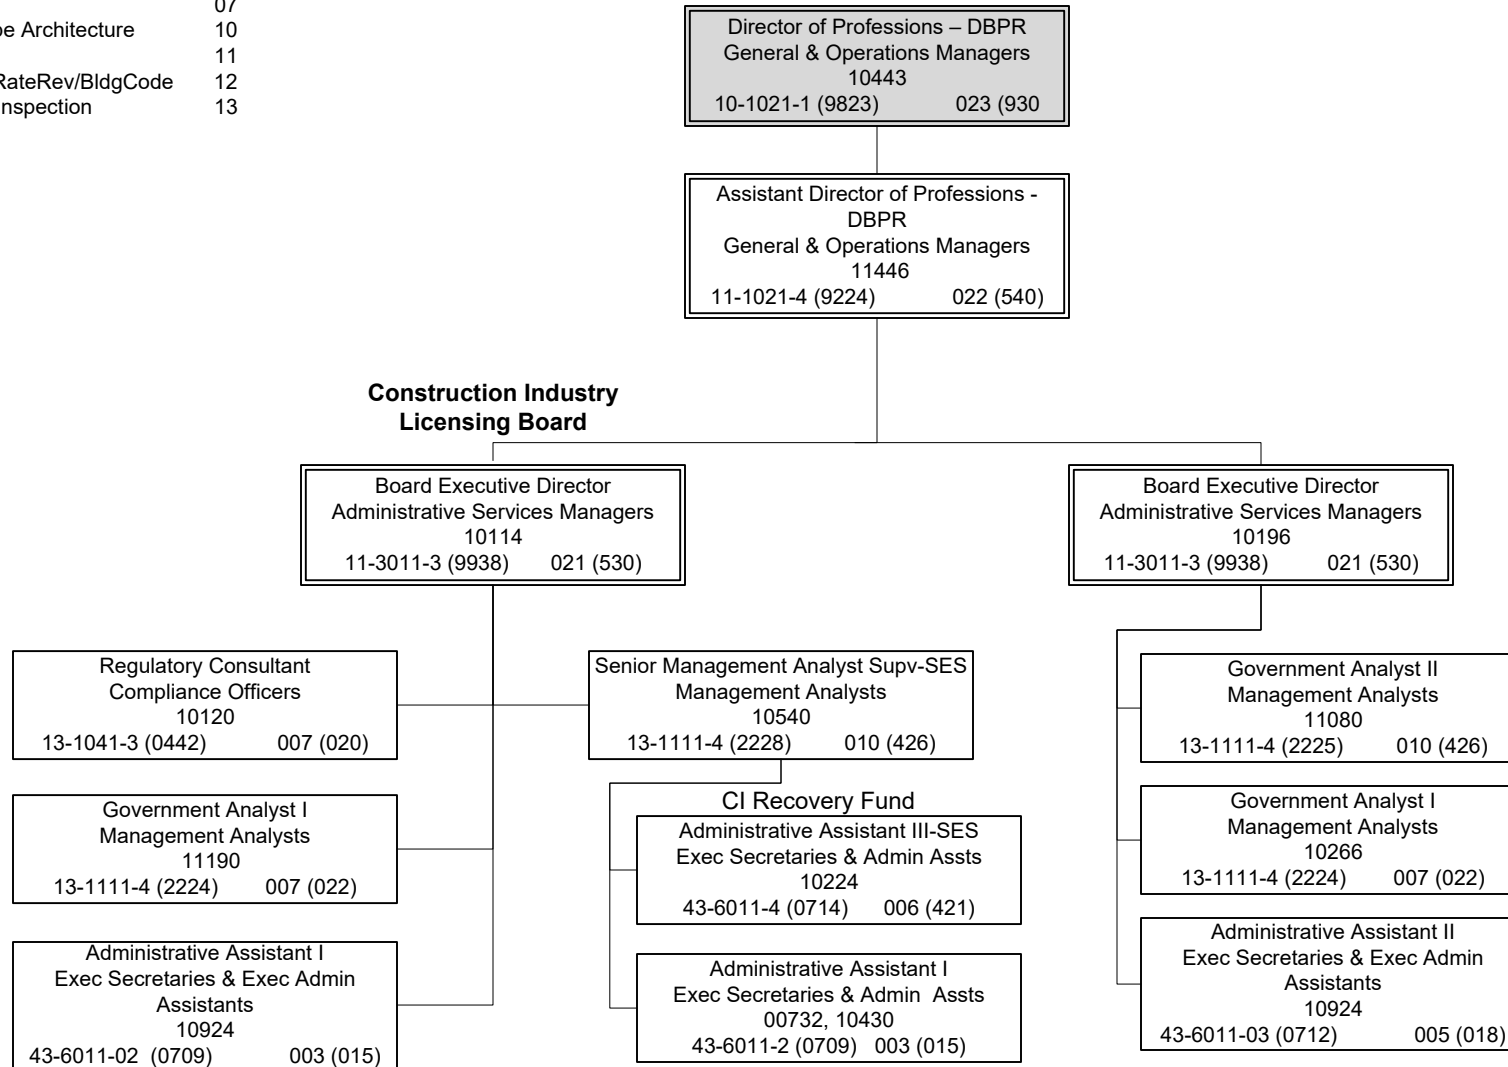 07
Architecture 10
11
RateRev/BldgCode 12
nspection 13
Director of Professions – DBPR
General & Operations Managers
10443
10-1021-1 (9823) 023 (930
Assistant Director of Professions -
DBPR
General & Operations Managers
11446
11-1021-4 (9224) 022 (540)
Construction Industry
Licensing Board
Board Executive Director
Administrative Services Managers
10114
11-3011-3 (9938) 021 (530)
Board Executive Director
Administrative Services Managers
10196
11-3011-3 (9938) 021 (530)
Regulatory Consultant
Compliance Officers
10120
13-1041-3 (0442) 007 (020)
Government Analyst I
Management Analysts
11190
13-1111-4 (2224) 007 (022)
Administrative Assistant I
Exec Secretaries & Exec Admin
Assistants
10924
43-6011-02 (0709) 003 (015)
Senior Management Analyst Supv-SES
Management Analysts
10540
13-1111-4 (2228) 010 (426)
CI Recovery Fund
Administrative Assistant III-SES
Exec Secretaries & Admin Assts
10224
43-6011-4 (0714) 006 (421)
Administrative Assistant I
Exec Secretaries & Admin Assts
00732, 10430
43-6011-2 (0709) 003 (015)
Government Analyst II
Management Analysts
11080
13-1111-4 (2225) 010 (426)
Government Analyst I
Management Analysts
10266
13-1111-4 (2224) 007 (022)
Administrative Assistant II
Exec Secretaries & Exec Admin
Assistants
10924
43-6011-03 (0712) 005 (018)